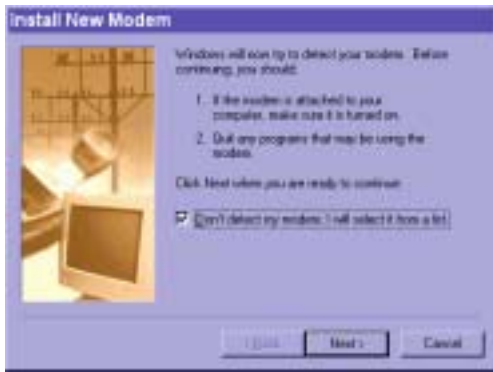 Install New Modem
Windows will now try to detect your modem. Before
continuing, you should:
1. If the modem is attached to your
computer, make sure it is turned on.
2. Quit any programs that may be using the
modem.
Click Next when you are ready to continue.
Don't detect my modem; I will select it from a list.
< Back
Next >
Cancel